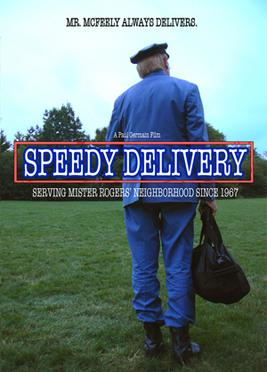 MR. MCFEELY ALWAYS DELIVERS.
A Paul Germain Film
SPEEDY DELIVERY
SERVING MISTER ROGERS' NEIGHBORHOOD SINCE 1967